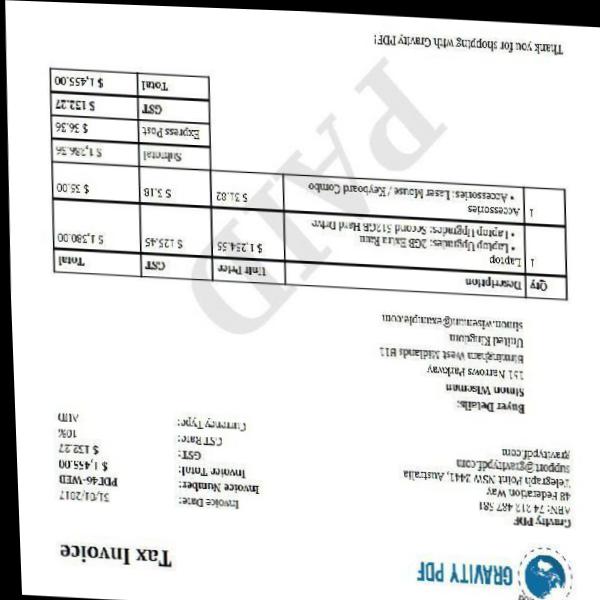 GRAVITY PDF
Tax Invoice
Gravity PDF
ABN: 74 212 487 581
48 Federation Way
Telegraph Point NSW 2441, Australia
support@gravitypdf.com
gravitypdf.com
Invoice Date: 31/01/2017
Invoice Number: PDF46-WED
Invoice Total: $ 1,455.00
GST: $ 132.27
GST Rate: 10%
Currency Type: AUD
Buyer Details:
Simon Wiseman
151 Narrows Parkway
Birmingham West Midlands B11
United Kingdom
simon.wiseman@example.com
PAID
Qty Description Unit Price GST Total
1 Laptop $ 1,254.55 $ 125.45 $ 1,380.00
• Laptop Upgrades: 2GB Extra Ram
• Laptop Upgrades: Second 512GB Hard Drive
1 Accessories $ 31.82 $ 3.18 $ 35.00
• Accessories: Laser Mouse / Keyboard Combo
Subtotal $ 1,286.36
Express Post $ 36.36
GST $ 132.27
Total $ 1,455.00
Thank you for shopping with Gravity PDF!